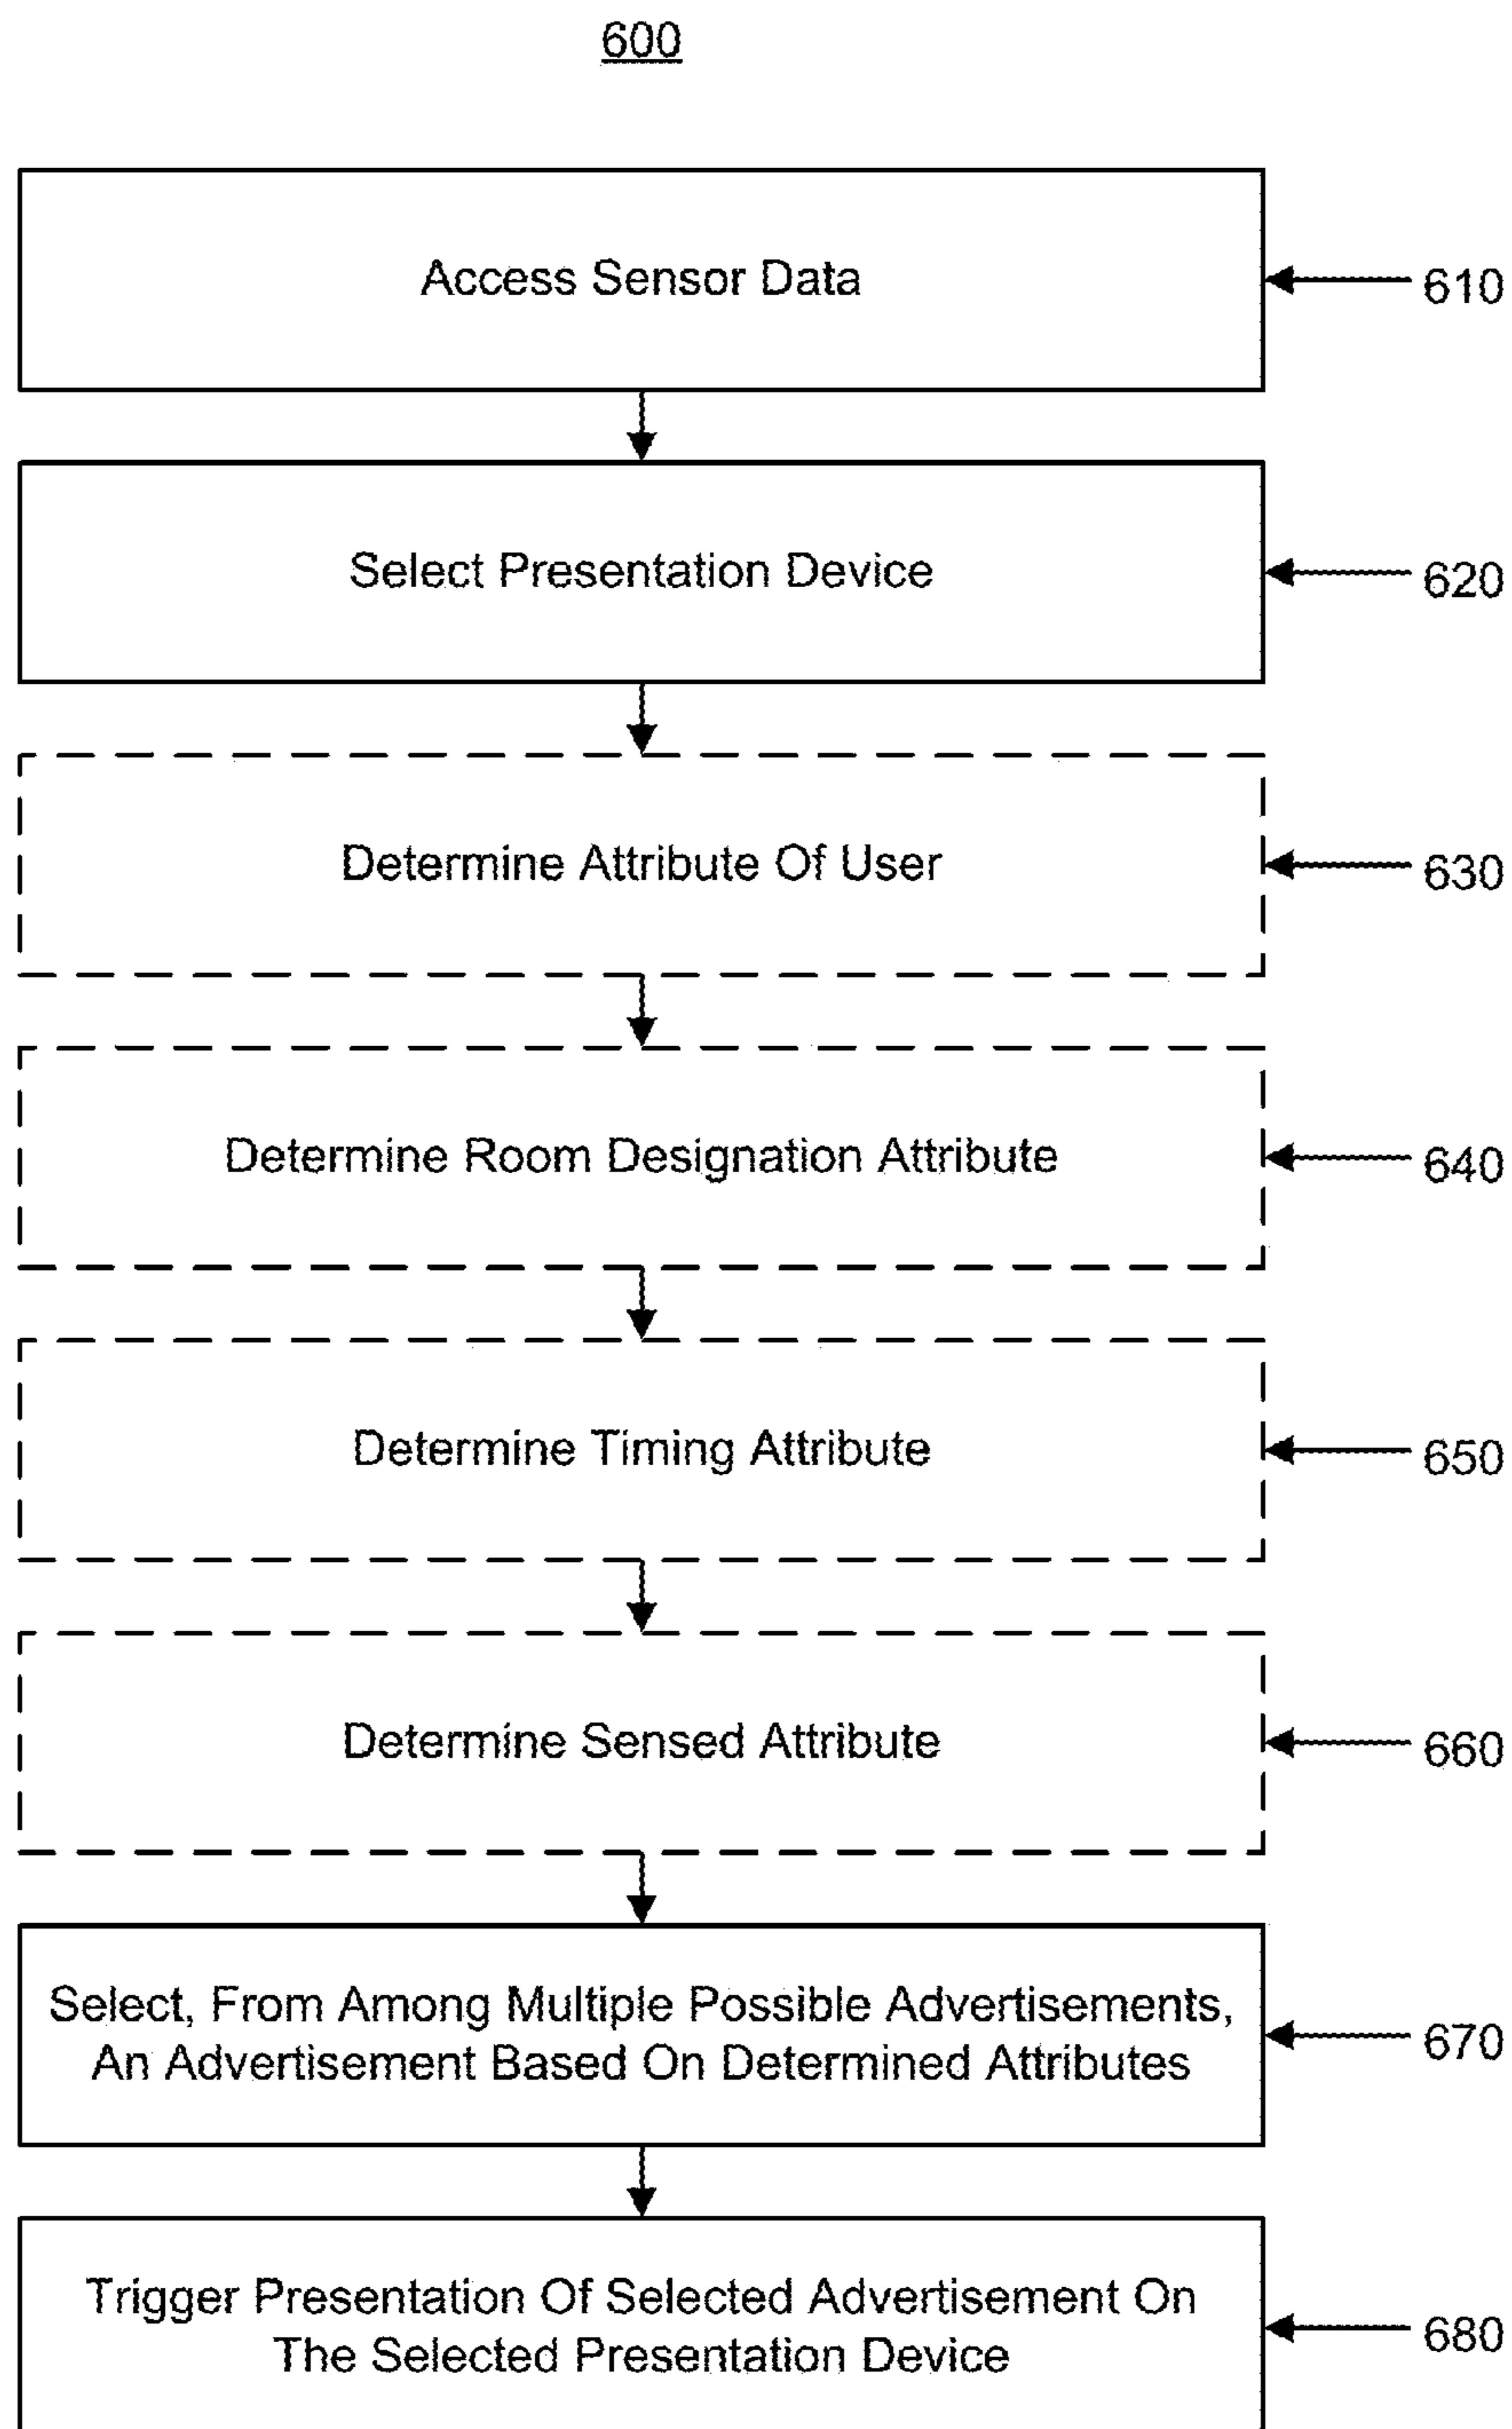 600
Access Sensor Data
610
Select Presentation Device
620
Determine Attribute Of User
630
Determine Room Designation Attribute
640
Determine Timing Attribute
650
Determine Sensed Attribute
660
Select, From Among Multiple Possible Advertisements,
An Advertisement Based On Determined Attributes
670
Trigger Presentation Of Selected Advertisement On
The Selected Presentation Device
680